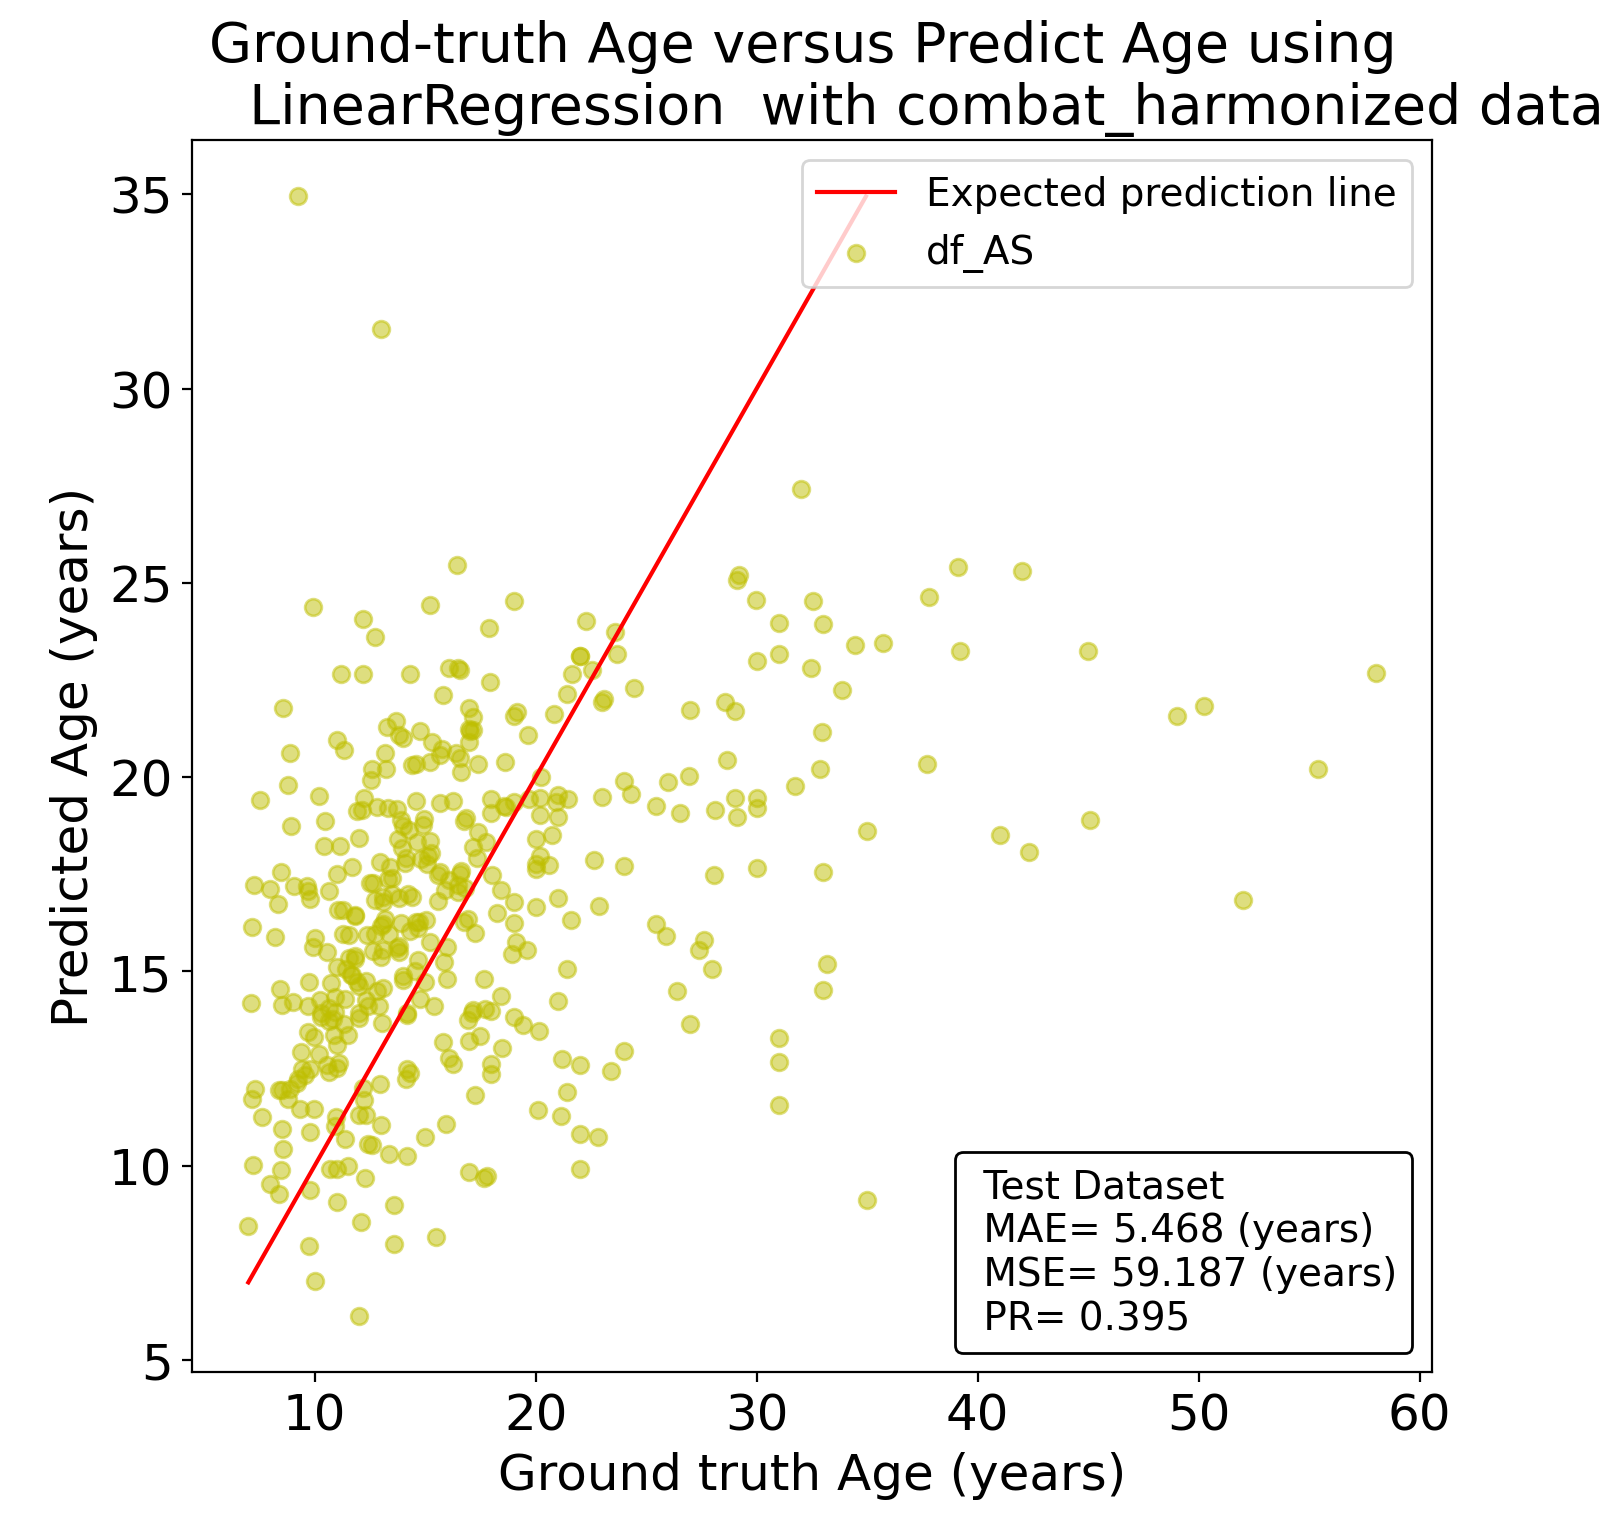 Ground-truth Age versus Predict Age using
LinearRegression  with combat_harmonized data
Expected prediction line
df_AS
Predicted Age (years)
35
30
25
20
15
10
5
Test Dataset
MAE= 5.468 (years)
MSE= 59.187 (years)
PR= 0.395
10 20 30 40 50 60
Ground truth Age (years)